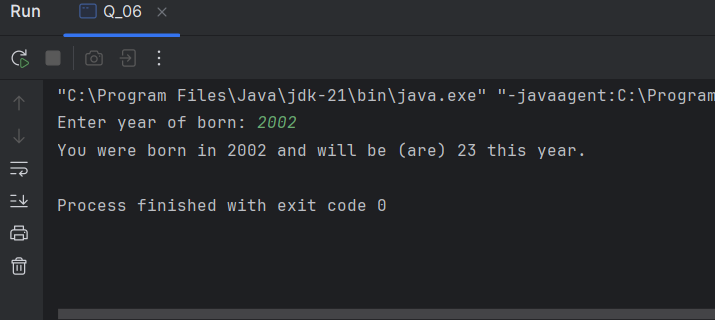 Run Q_06
"C:\Program Files\Java\jdk-21\bin\java.exe" "-javaagent:C:\Program
Enter year of born: 2002
You were born in 2002 and will be (are) 23 this year.
Process finished with exit code 0